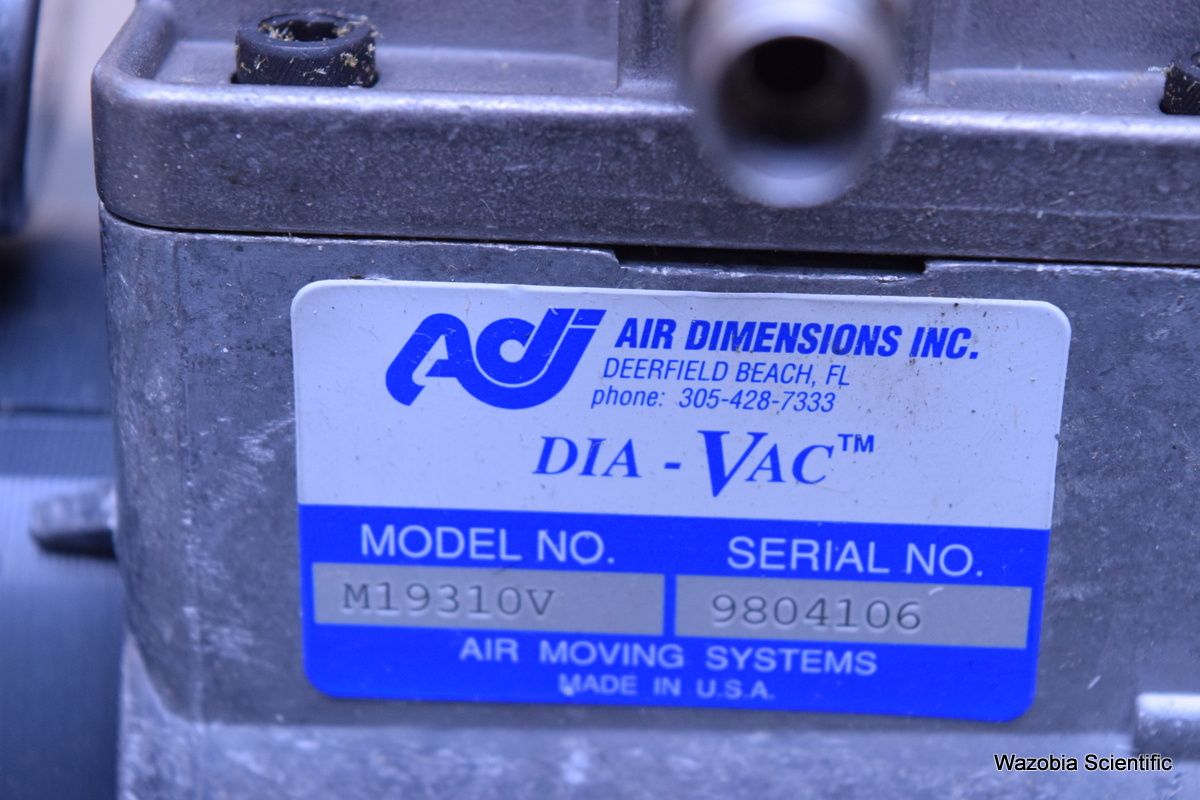 ADI
AIR DIMENSIONS INC.
DEERFIELD BEACH, FL
phone: 305-428-7333
DIA - VAC™
MODEL NO. SERIAL NO.
M19310V 9804106
AIR MOVING SYSTEMS
MADE IN U.S.A.
Wazobia Scientific